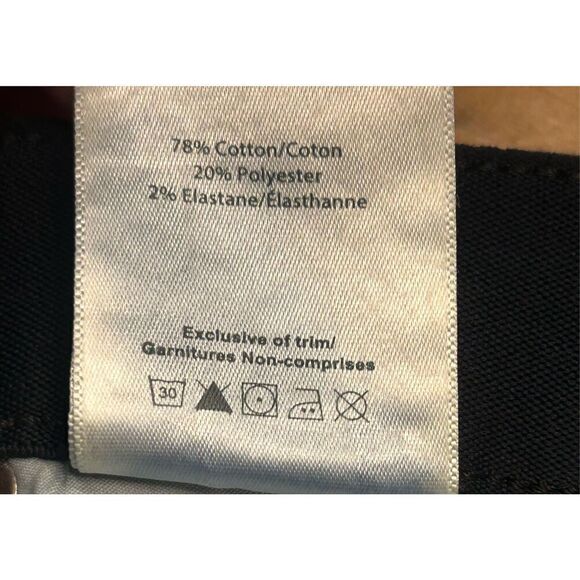 78% Cotton/Coton
20% Polyester
2% Elastane/Élasthanne
Exclusive of trim/
Garnitures Non-comprises
30